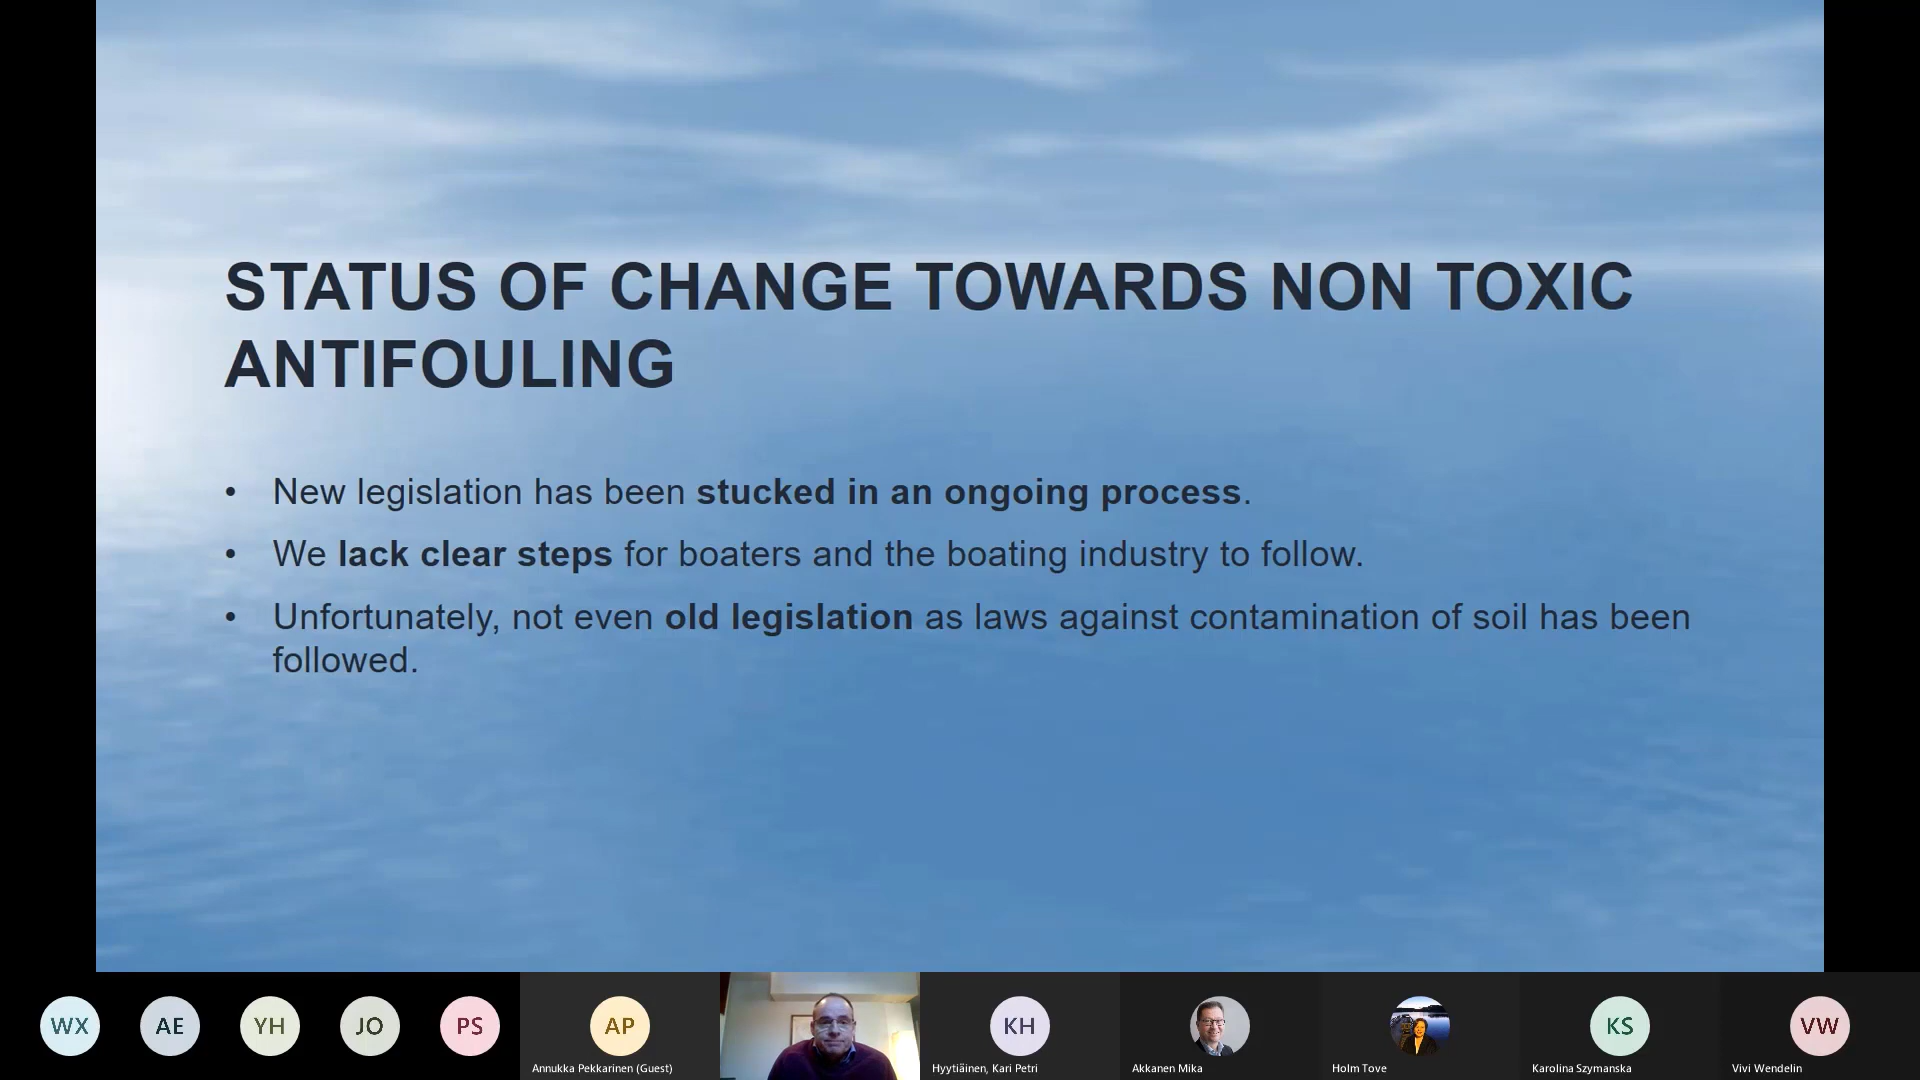 STATUS OF CHANGE TOWARDS NON TOXIC
ANTIFOULING
• New legislation has been stucked in an ongoing process.
• We lack clear steps for boaters and the boating industry to follow.
• Unfortunately, not even old legislation as laws against contamination of soil has been
followed.
WX
AE
YH
JO
PS
AP
KH
KS
VW
Annukka Pekkarinen (Guest)
Hyytiäinen, Kari Petri
Akkanen Mika
Holm Tove
Karolina Szymanska
Vivi Wendelin